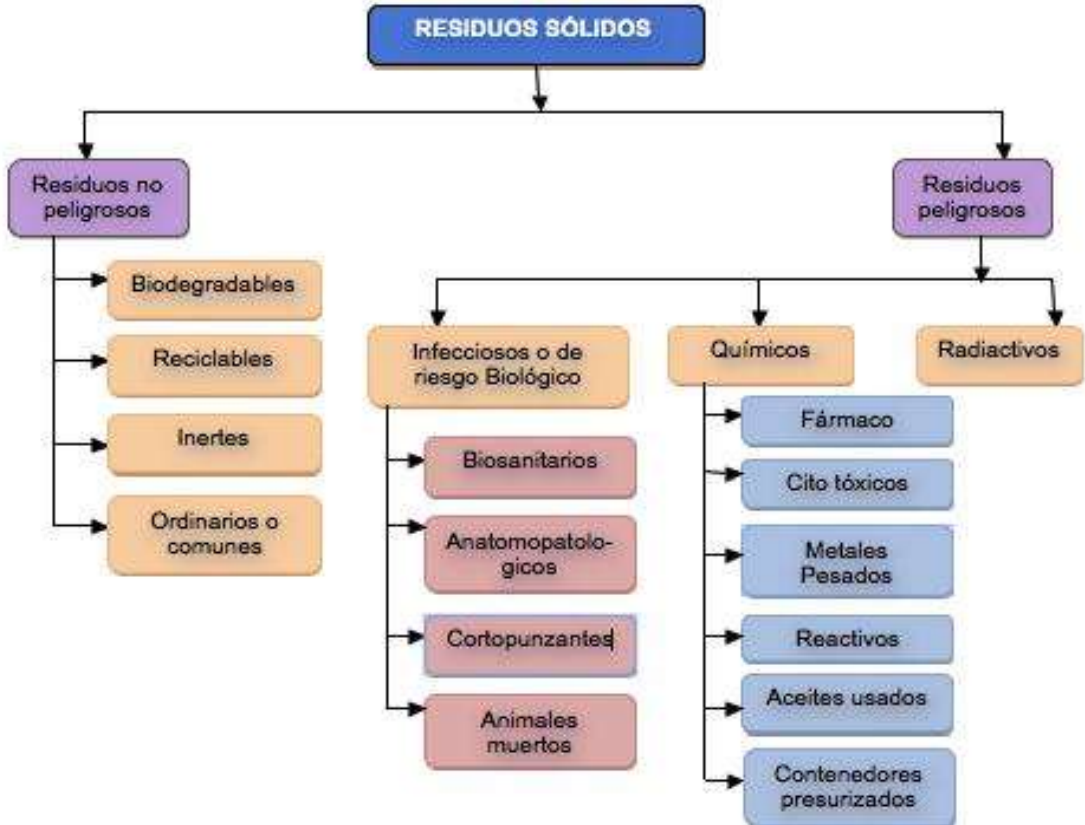 RESIDUOS SÓLIDOS
Residuos no
peligrosos
Residuos
peligrosos
Biodegradables
Reciclables
Inertes
Ordinarios o
comunes
Infecciosos o de
riesgo Biológico
Químicos
Radiactivos
Biosanitarios
Anatomopatolo-
gicos
Cortopunzantes
Animales
muertos
Fármaco
Cito tóxicos
Metales
Pesados
Reactivos
Aceites usados
Contenedores
presurizados